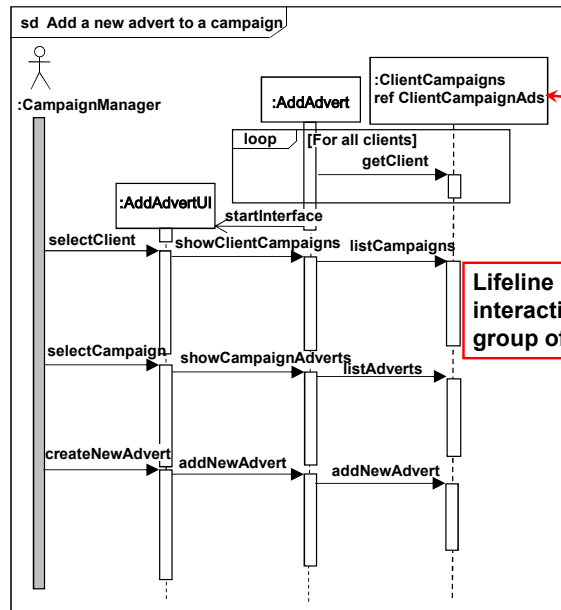 sd Add a new advert to a campaign
:CampaignManager
:AddAdvert
:ClientCampaigns
ref ClientCampaignAds
loop
[For all clients]
getClient
:AddAdvertUI
startInterface
selectClient
showClientCampaigns
listCampaigns
Lifeline
interacti
group of
selectCampaign
showCampaignAdverts
listAdverts
createNewAdvert
addNewAdvert
addNewAdvert